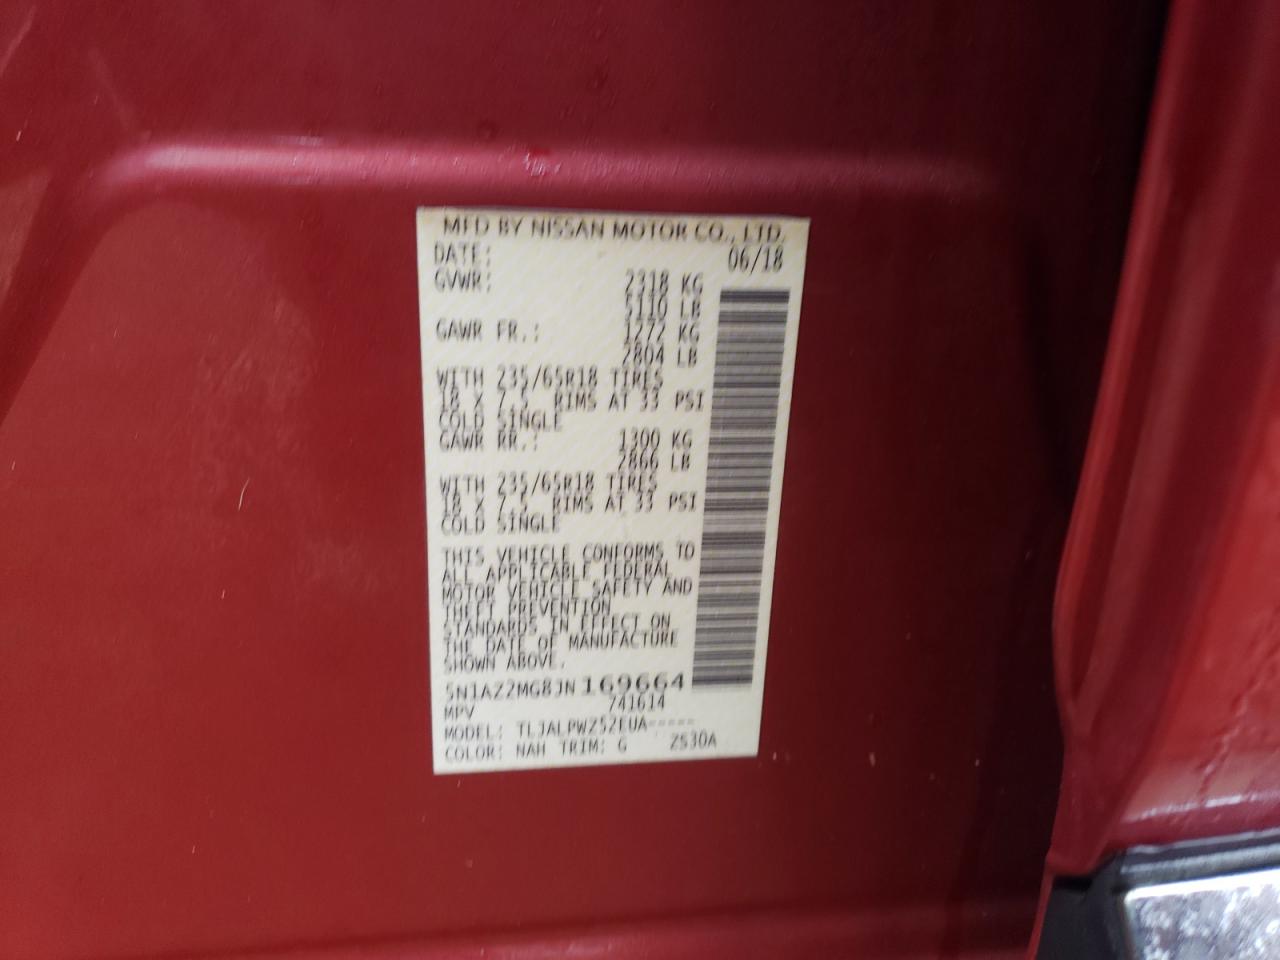 MFD BY NISSAN MOTOR CO., LTD.
DATE: 06/18
GVWR: 2318 KG
5110 LB
GAWR FR.: 1272 KG
2804 LB
WITH 235/65R18 TIRES
18 X 7.5 RIMS AT 33 PSI
COLD SINGLE
GAWR RR.: 1300 KG
2866 LB
WITH 235/65R18 TIRES
18 X 7.5 RIMS AT 33 PSI
COLD SINGLE
THIS VEHICLE CONFORMS TO
ALL APPLICABLE FEDERAL
MOTOR VEHICLE SAFETY AND
THEFT PREVENTION
STANDARDS IN EFFECT ON
THE DATE OF MANUFACTURE
SHOWN ABOVE.
5N1AZ2MG8JN169664
MPV 741614
MODEL: TLJALPWZ52EUA-----
COLOR: NAH TRIM: G ZS30A